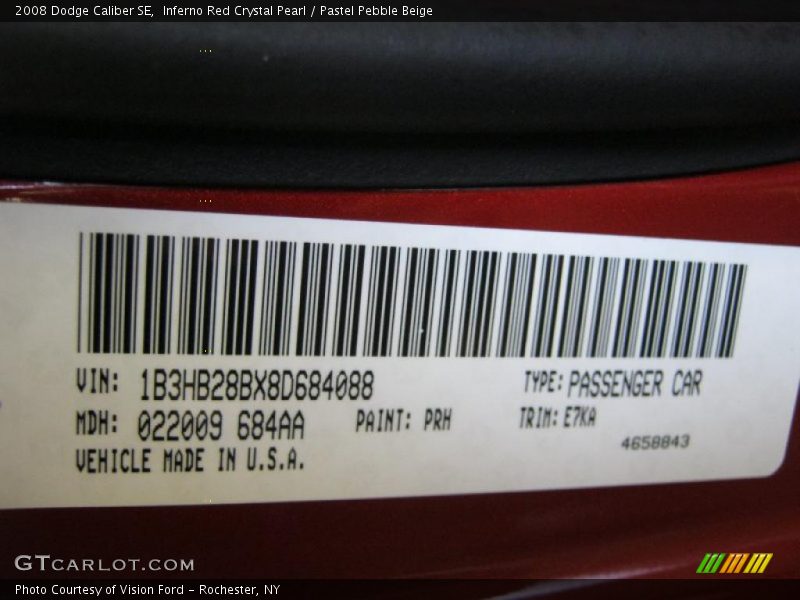 2008 Dodge Caliber SE, Inferno Red Crystal Pearl / Pastel Pebble Beige
VIN: 1B3HB28BX8D684088 TYPE: PASSENGER CAR
MDH: 022009 684AA PAINT: PRH TRIM: E7KA
VEHICLE MADE IN U.S.A. 4658843
GTCARLOT.COM
Photo Courtesy of Vision Ford - Rochester, NY